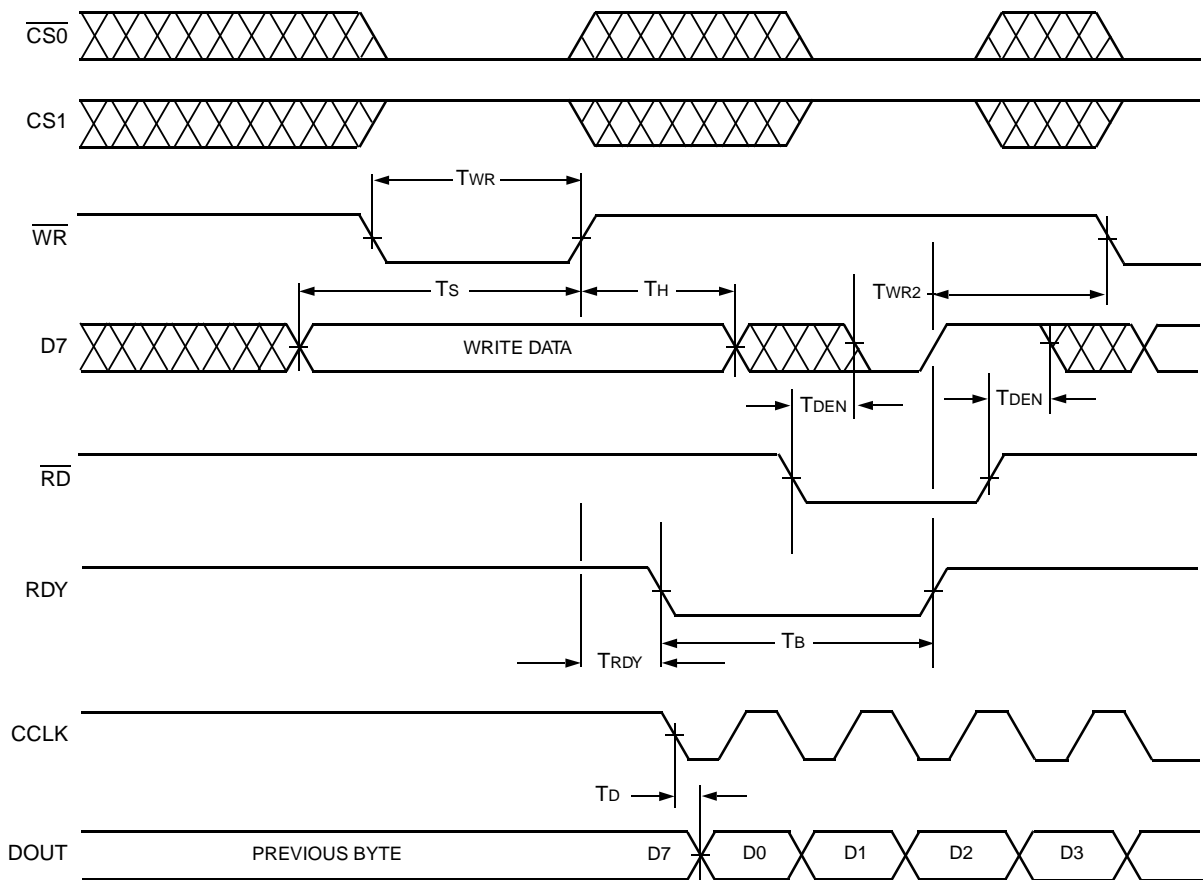 CS0
CS1
TWR
WR
TS
TH
TWR2
D7
WRITE DATA
TDEN
TDEN
RD
RDY
TB
TRDY
CCLK
TD
DOUT
PREVIOUS BYTE
D7
D0
D1
D2
D3